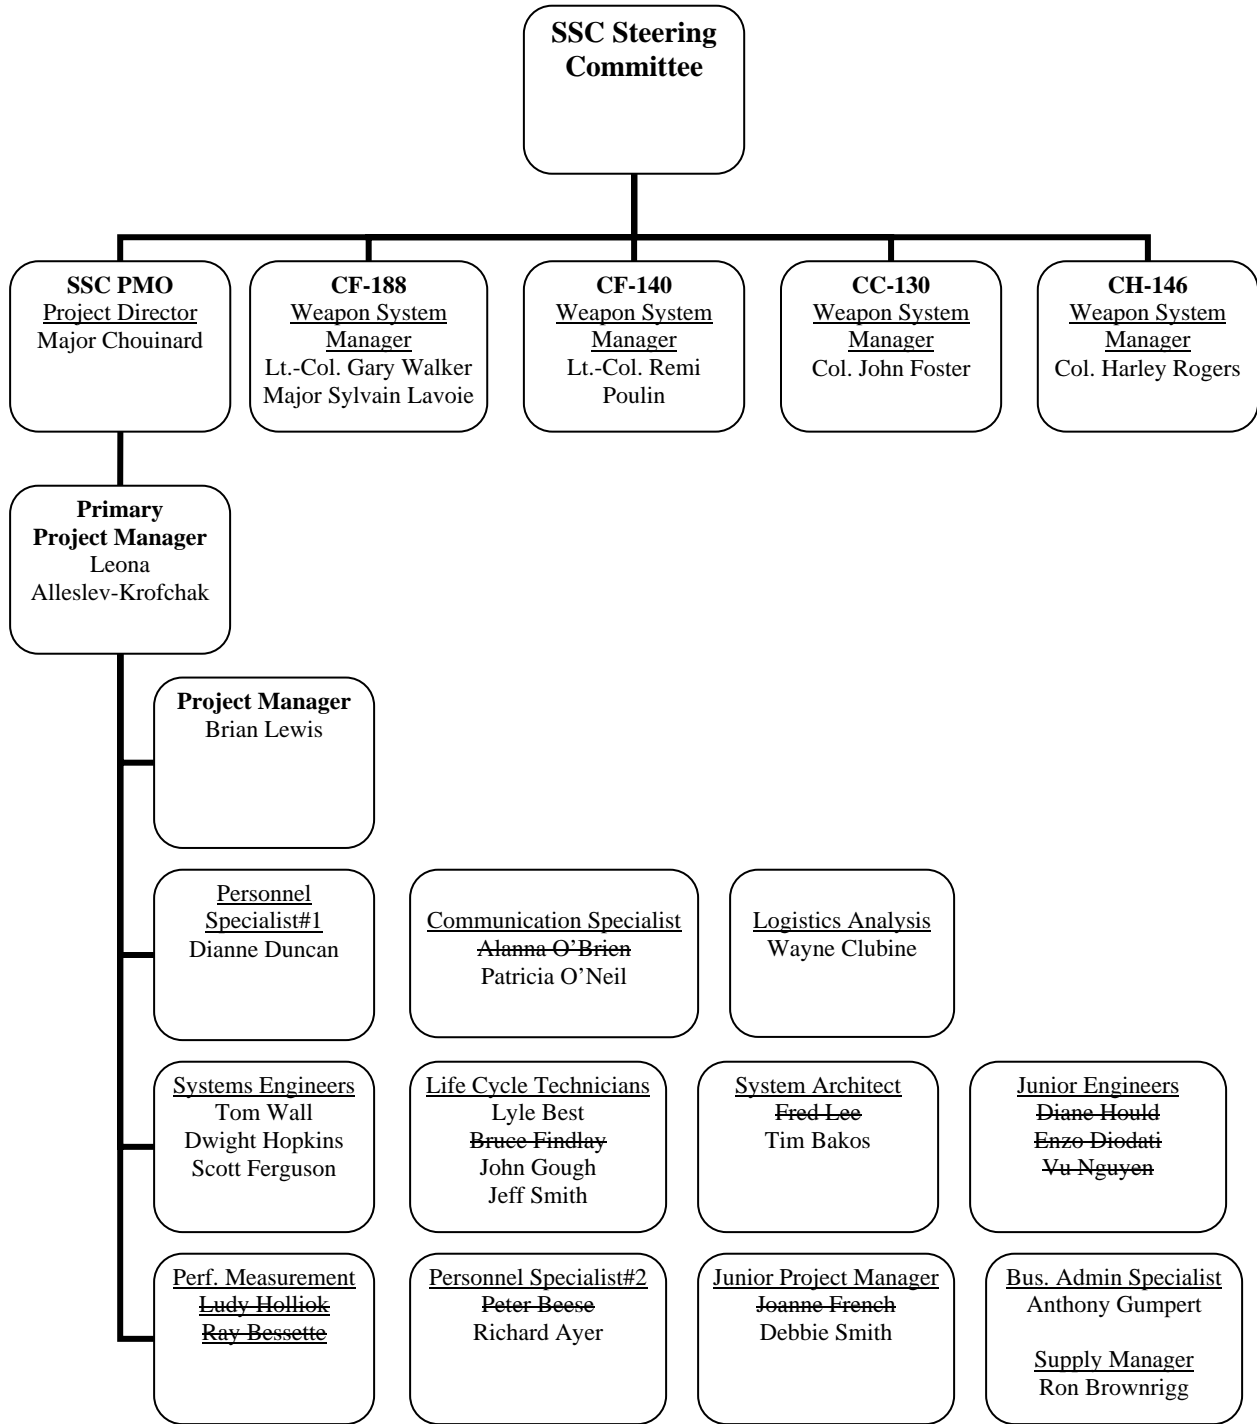 SSC Steering
Committee
SSC PMO
Project Director
Major Chouinard
CF-188
Weapon System
Manager
Lt.-Col. Gary Walker
Major Sylvain Lavoie
CF-140
Weapon System
Manager
Lt.-Col. Remi
Poulin
CC-130
Weapon System
Manager
Col. John Foster
CH-146
Weapon System
Manager
Col. Harley Rogers
Primary
Project Manager
Leona
Alleslev-Krofchak
Project Manager
Brian Lewis
Personnel
Specialist#1
Dianne Duncan
Communication Specialist
Alanna O’Brien
Patricia O’Neil
Logistics Analysis
Wayne Clubine
Systems Engineers
Tom Wall
Dwight Hopkins
Scott Ferguson
Life Cycle Technicians
Lyle Best
Bruce Findlay
John Gough
Jeff Smith
System Architect
Fred Lee
Tim Bakos
Junior Engineers
Diane Hould
Enzo Diodati
Vu Nguyen
Perf. Measurement
Ludy Holliok
Ray Bessette
Personnel Specialist#2
Peter Beese
Richard Ayer
Junior Project Manager
Joanne French
Debbie Smith
Bus. Admin Specialist
Anthony Gumpert
Supply Manager
Ron Brownrigg